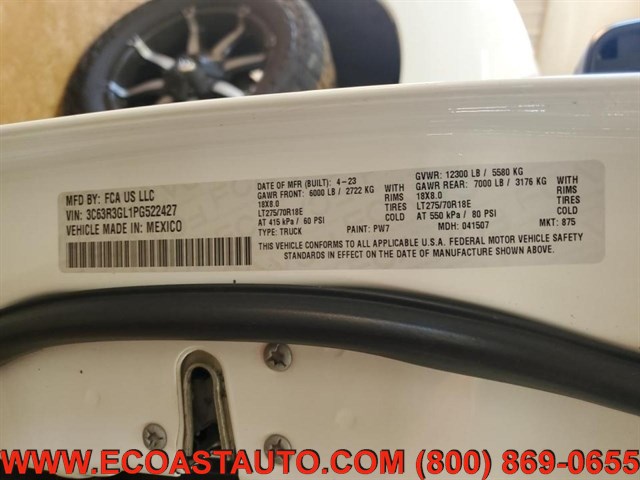 MFD BY: FCA US LLC
VIN: 3C63R3GL1PG522427
VEHICLE MADE IN: MEXICO
DATE OF MFR (BUILT): 4-23
GAWR FRONT: 6000 LB / 2722 KG
18X8.0 WITH
LT275/70R18E TIRES
AT 415 kPa / 60 PSI COLD
TYPE: TRUCK PAINT: PW7
GVWR: 12300 LB / 5580 KG
GAWR REAR: 7000 LB / 3176 KG
18X8.0 WITH
LT275/70R18E TIRES
AT 550 kPa / 80 PSI COLD
MDH: 041507 MKT: 875
THIS VEHICLE CONFORMS TO ALL APPLICABLE U.S.A. FEDERAL MOTOR VEHICLE SAFETY
STANDARDS IN EFFECT ON THE DATE OF MANUFACTURE SHOWN ABOVE.
WWW.ECOASTAUTO.COM (800) 869-0655